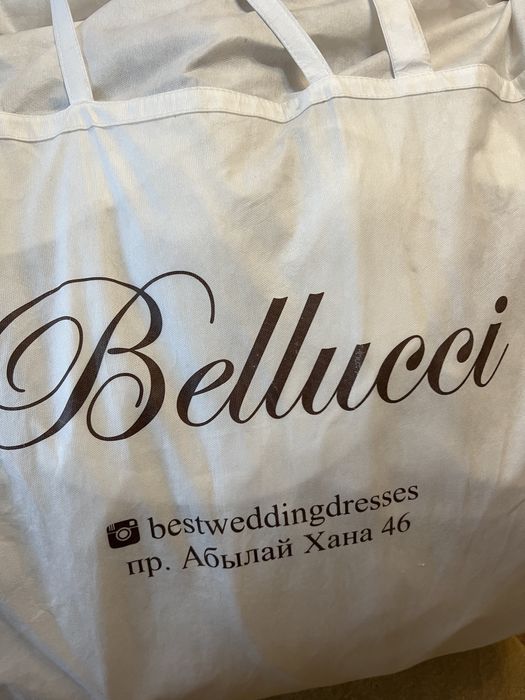 Bellucci
bestweddingdresses
пр. Абылай Хана 46